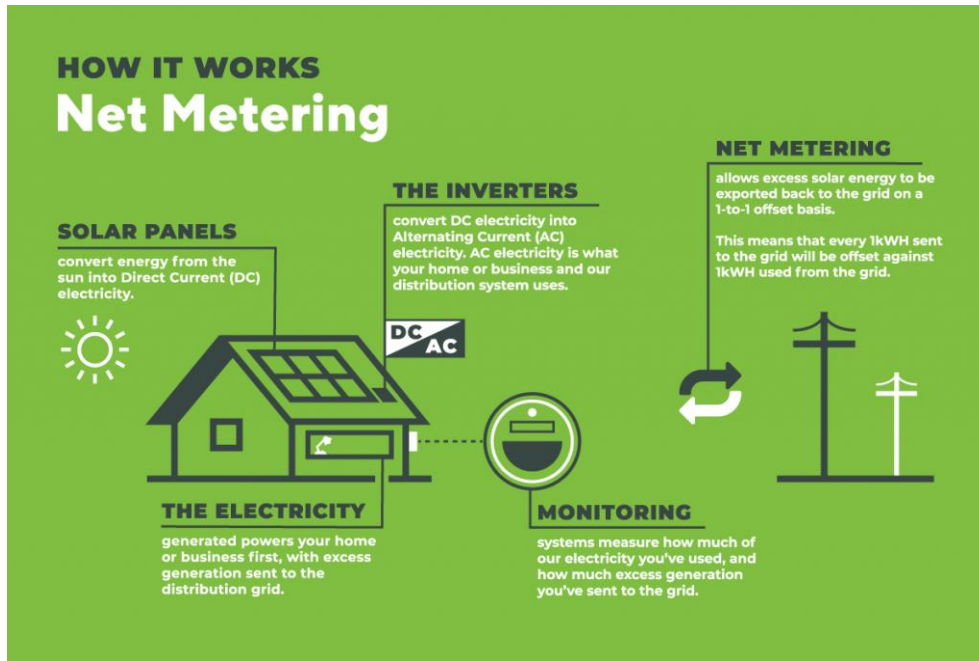 HOW IT WORKS
Net Metering
SOLAR PANELS
convert energy from the
sun into Direct Current (DC)
electricity.
THE INVERTERS
convert DC electricity into
Alternating Current (AC)
electricity. AC electricity is what
your home or business and our
distribution system uses.
DC
AC
NET METERING
allows excess solar energy to be
exported back to the grid on a
1-to-1 offset basis.
This means that every 1kWH sent
to the grid will be offset against
1kWH used from the grid.
THE ELECTRICITY
generated powers your home
or business first, with excess
generation sent to the
distribution grid.
MONITORING
systems measure how much of
our electricity you've used, and
how much excess generation
you've sent to the grid.